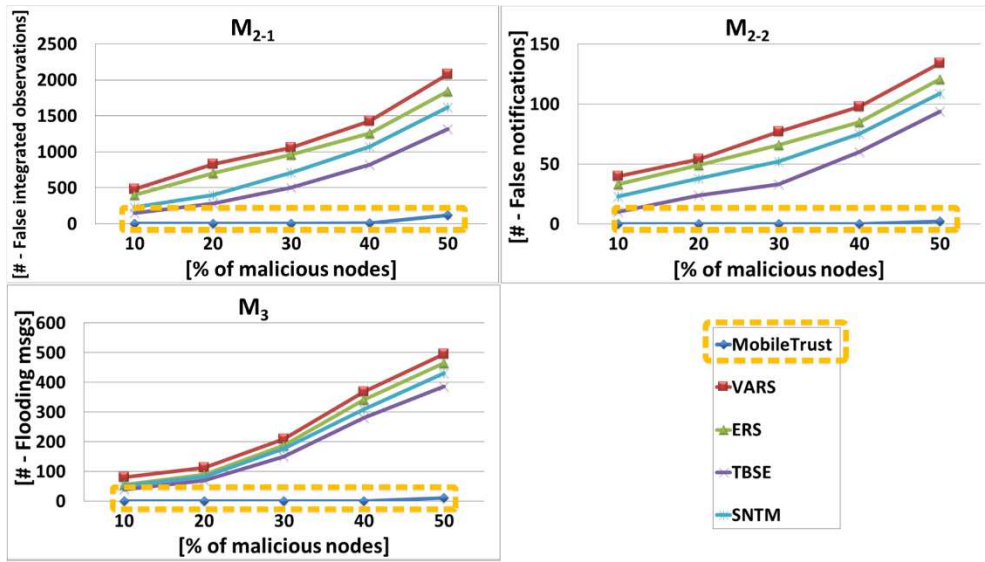 M2-1
[# - False integrated observations]
2500
2000
1500
1000
500
0
10 20 30 40 50
[% of malicious nodes]
M2-2
[# - False notifications]
150
100
50
0
10 20 30 40 50
[% of malicious nodes]
M3
[# - Flooding msgs]
600
500
400
300
200
100
0
10 20 30 40 50
[% of malicious nodes]
MobileTrust
VARS
ERS
TBSE
SNTM